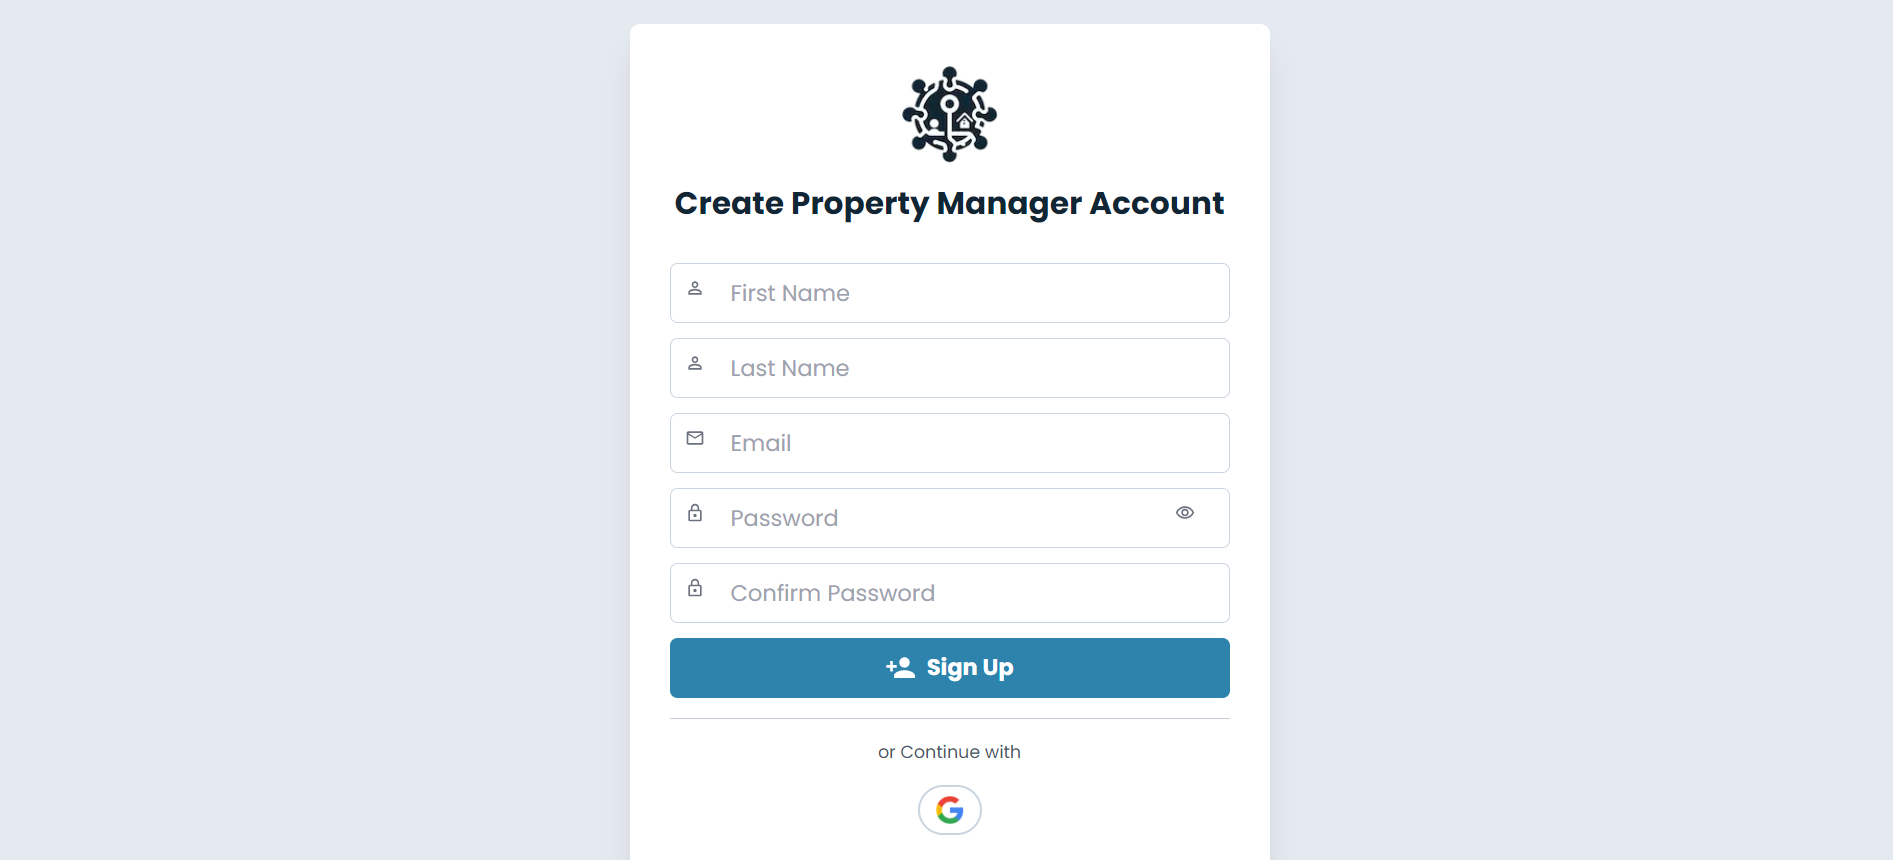 Create Property Manager Account
First Name
Last Name
Email
Password
Confirm Password
Sign Up
or Continue with